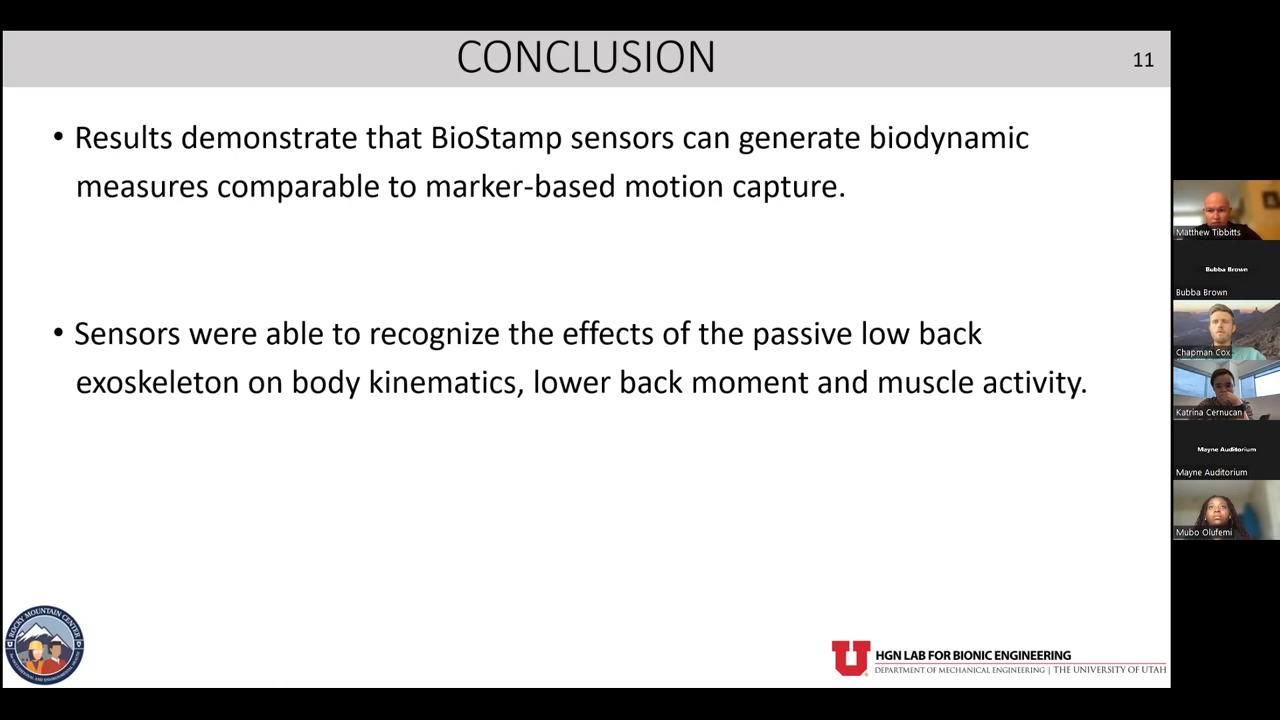 CONCLUSION
11
• Results demonstrate that BioStamp sensors can generate biodynamic
measures comparable to marker-based motion capture.
• Sensors were able to recognize the effects of the passive low back
exoskeleton on body kinematics, lower back moment and muscle activity.
Matthew Tibbitts
Bubba Brown
Bubba Brown
Chapman Cox
Katrina Cernucan
Mayne Auditorium
Mayne Auditorium
Mubo Olufemi
ROCKY MOUNTAIN CENTER
U
HGN LAB FOR BIONIC ENGINEERING
DEPARTMENT OF MECHANICAL ENGINEERING | THE UNIVERSITY OF UTAH